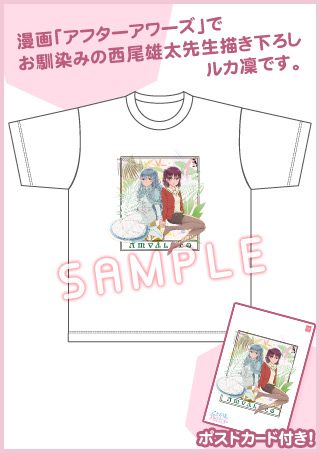 漫画「アフターアワーズ」で
お馴染みの西尾雄太先生描き下ろし
ルカ凜です。
SAMPLE
ポストカード付き!